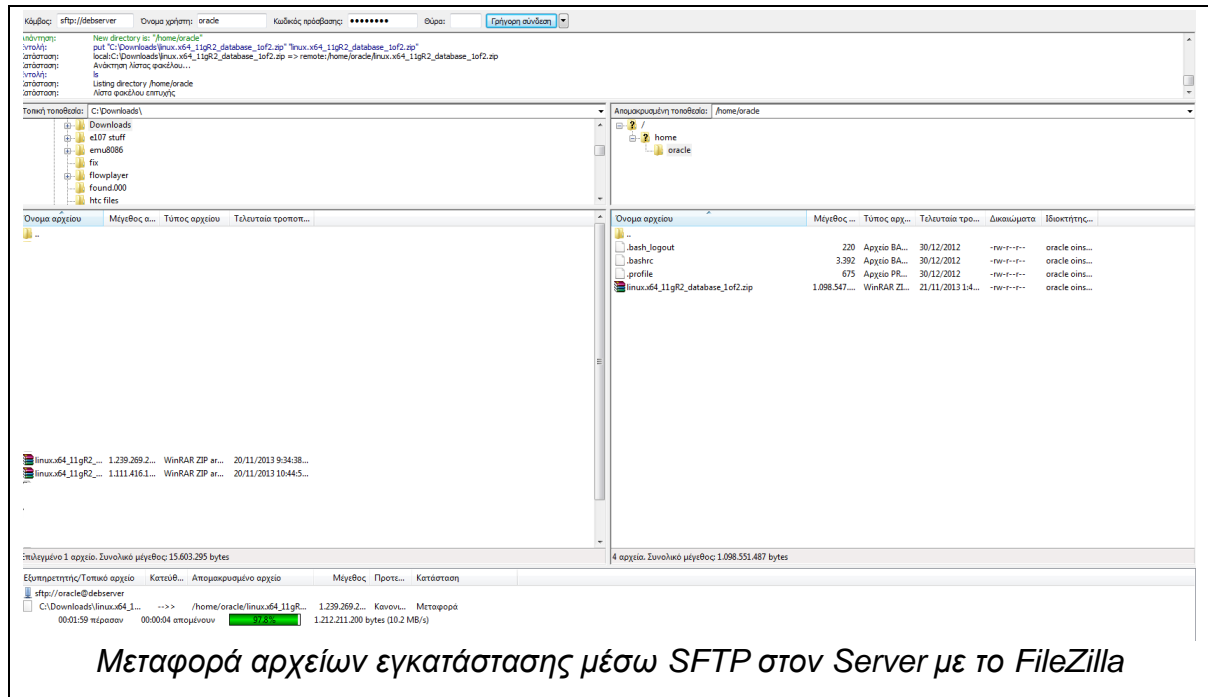 Κόμβος: sftp://debserver Όνομα χρήστη: oracle Κωδικός πρόσβασης: ●●●●●●●● Θύρα: Γρήγορη σύνδεση
Απάντηση: New directory is: "/home/oracle"
Εντολή: put "C:\Downloads\linux.x64_11gR2_database_1of2.zip" "linux.x64_11gR2_database_1of2.zip"
Κατάσταση: local:C:\Downloads\linux.x64_11gR2_database_1of2.zip => remote:/home/oracle/linux.x64_11gR2_database_1of2.zip
Κατάσταση: Ανάκτηση λίστας φακέλου...
Εντολή: ls
Κατάσταση: Listing directory /home/oracle
Κατάσταση: Λίστα φακέλου επιτυχής
Τοπική τοποθεσία: C:\Downloads\
Downloads
e107 stuff
emu8086
fix
flowplayer
found.000
htc files
Απομακρυσμένη τοποθεσία: /home/oracle
/
home
oracle
Όνομα αρχείου Μέγεθος α... Τύπος αρχείου Τελευταία τροποπ...
..
linux.x64_11gR2_... 1.239.269.2... WinRAR ZIP ar... 20/11/2013 9:34:38...
linux.x64_11gR2_... 1.111.416.1... WinRAR ZIP ar... 20/11/2013 10:44:5...
Επιλεγμένο 1 αρχείο. Συνολικό μέγεθος: 15.603.295 bytes
Όνομα αρχείου Μέγεθος ... Τύπος αρχ... Τελευταία τρο... Δικαιώματα Ιδιοκτήτης...
..
.bash_logout 220 Αρχείο BA... 30/12/2012 -rw-r--r-- oracle oins...
.bashrc 3.392 Αρχείο BA... 30/12/2012 -rw-r--r-- oracle oins...
.profile 675 Αρχείο PR... 30/12/2012 -rw-r--r-- oracle oins...
linux.x64_11gR2_database_1of2.zip 1.098.547.... WinRAR ZI... 21/11/2013 1:4... -rw-r--r-- oracle oins...
4 αρχεία. Συνολικό μέγεθος: 1.098.551.487 bytes
Εξυπηρετητής/Τοπικό αρχείο Κατεύθ... Απομακρυσμένο αρχείο Μέγεθος Προτε... Κατάσταση
sftp://oracle@debserver
C:\Downloads\linux.x64_1... -->> /home/oracle/linux.x64_11gR... 1.239.269.2... Κανονι... Μεταφορά
00:01:59 πέρασαν 00:00:04 απομένουν 97.8% 1.212.211.200 bytes (10.2 MB/s)
Μεταφορά αρχείων εγκατάστασης μέσω SFTP στον Server με το FileZilla